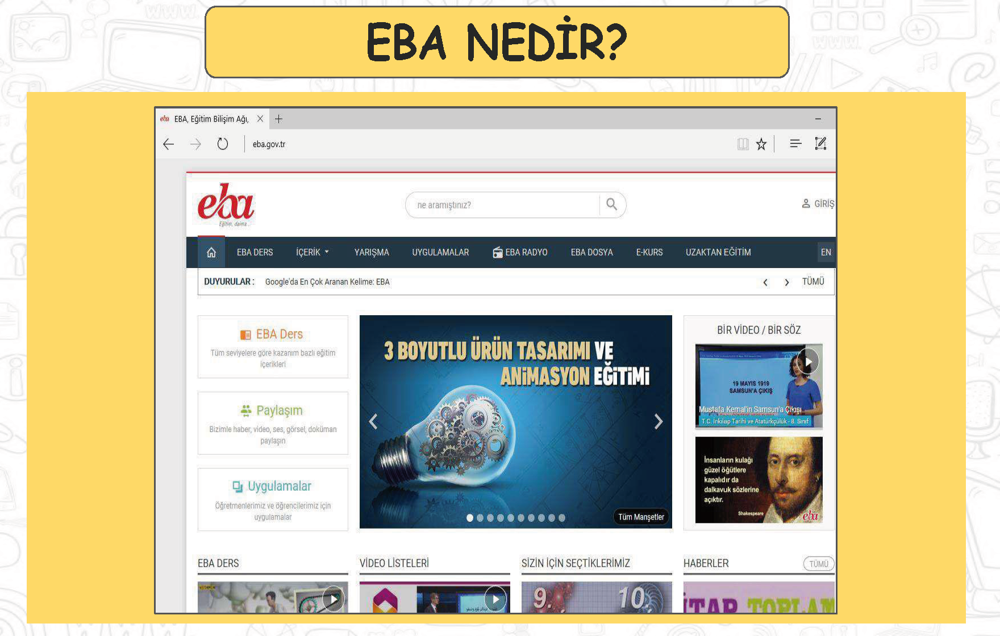 EBA NEDİR?
eba EBA, Eğitim Bilişim Ağı,
eba.gov.tr
eba
Eğitim, daima...
ne aramıştınız?
GİRİŞ
EBA DERS İÇERİK YARIŞMA UYGULAMALAR EBA RADYO EBA DOSYA E-KURS UZAKTAN EĞİTİM EN
DUYURULAR : Google'da En Çok Aranan Kelime: EBA TÜMÜ
EBA Ders
Tüm seviyelere göre kazanım bazlı eğitim
içerikleri
Paylaşım
Bizimle haber, video, ses, görsel, doküman
paylaşın
Uygulamalar
Öğretmenlerimiz ve öğrencilerimiz için
uygulamalar
3 BOYUTLU ÜRÜN TASARIMI VE
ANİMASYON EĞİTİMİ
Tüm Manşetler
BİR VİDEO / BİR SÖZ
19 MAYIS 1919
SAMSUN'A ÇIKIŞ
Mustafa Kemal'in Samsun'a Çıkışı
T.C. İnkılap Tarihi ve Atatürkçülük - 8. Sınıf
İnsanların kulağı
güzel öğütlere
kapalıdır da
dalkavuk sözlerine
açıktır.
Shakespeare
eba
EBA DERS
VİDEO LİSTELERİ
SİZİN İÇİN SEÇTİKLERİMİZ
HABERLER TÜMÜ
9. 10.
İTAP TOPLAM